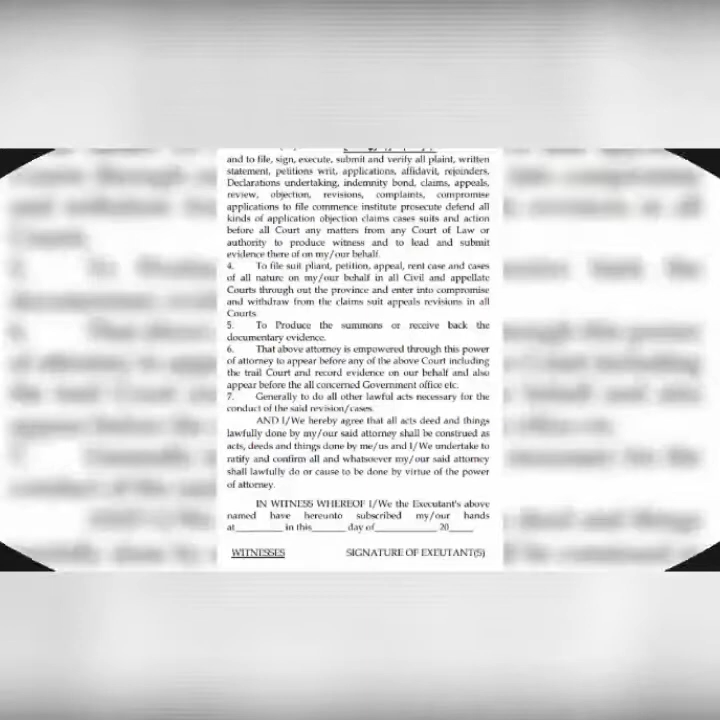 and to file, sign, execute, submit and verify all plaint, written
statement, petitions writ, applications, affidavit, rejoinders,
Declarations undertaking, indemnity bond, claims, appeals,
review, objection, revisions, complaints, compromise
applications to file commence institute prosecute defend all
kinds of application objection claims cases suits and action
before all Court any matters from any Court of Law or
authority to produce witness and to lead and submit
evidence there of on my/our behalf.
4. To file suit pliant, petition, appeal, rent case and cases
of all nature on my/our behalf in all Civil and appellate
Courts through out the province and enter into compromise
and withdraw from the claims suit appeals revisions in all
Courts.
5. To Produce the summons or receive back the
documentary evidence.
6. That above attorney is empowered through this power
of attorney to appear before any of the above Court including
the trail Court and record evidence on our behalf and also
appear before the all concerned Government office etc.
7. Generally to do all other lawful acts necessary for the
conduct of the said revision/cases.
AND I/We hereby agree that all acts deed and things
lawfully done by my/our said attorney shall be construed as
acts, deeds and things done by me/us and I/We undertake to
ratify and confirm all and whatsoever my/our said attorney
shall lawfully do or cause to be done by virtue of the power
of attorney.
IN WITNESS WHEREOF I/We the Executant's above
named have hereunto subscribed my/our hands
at_________ in this______ day of____________ 20____
WITNESSES SIGNATURE OF EXEUTANT(S)